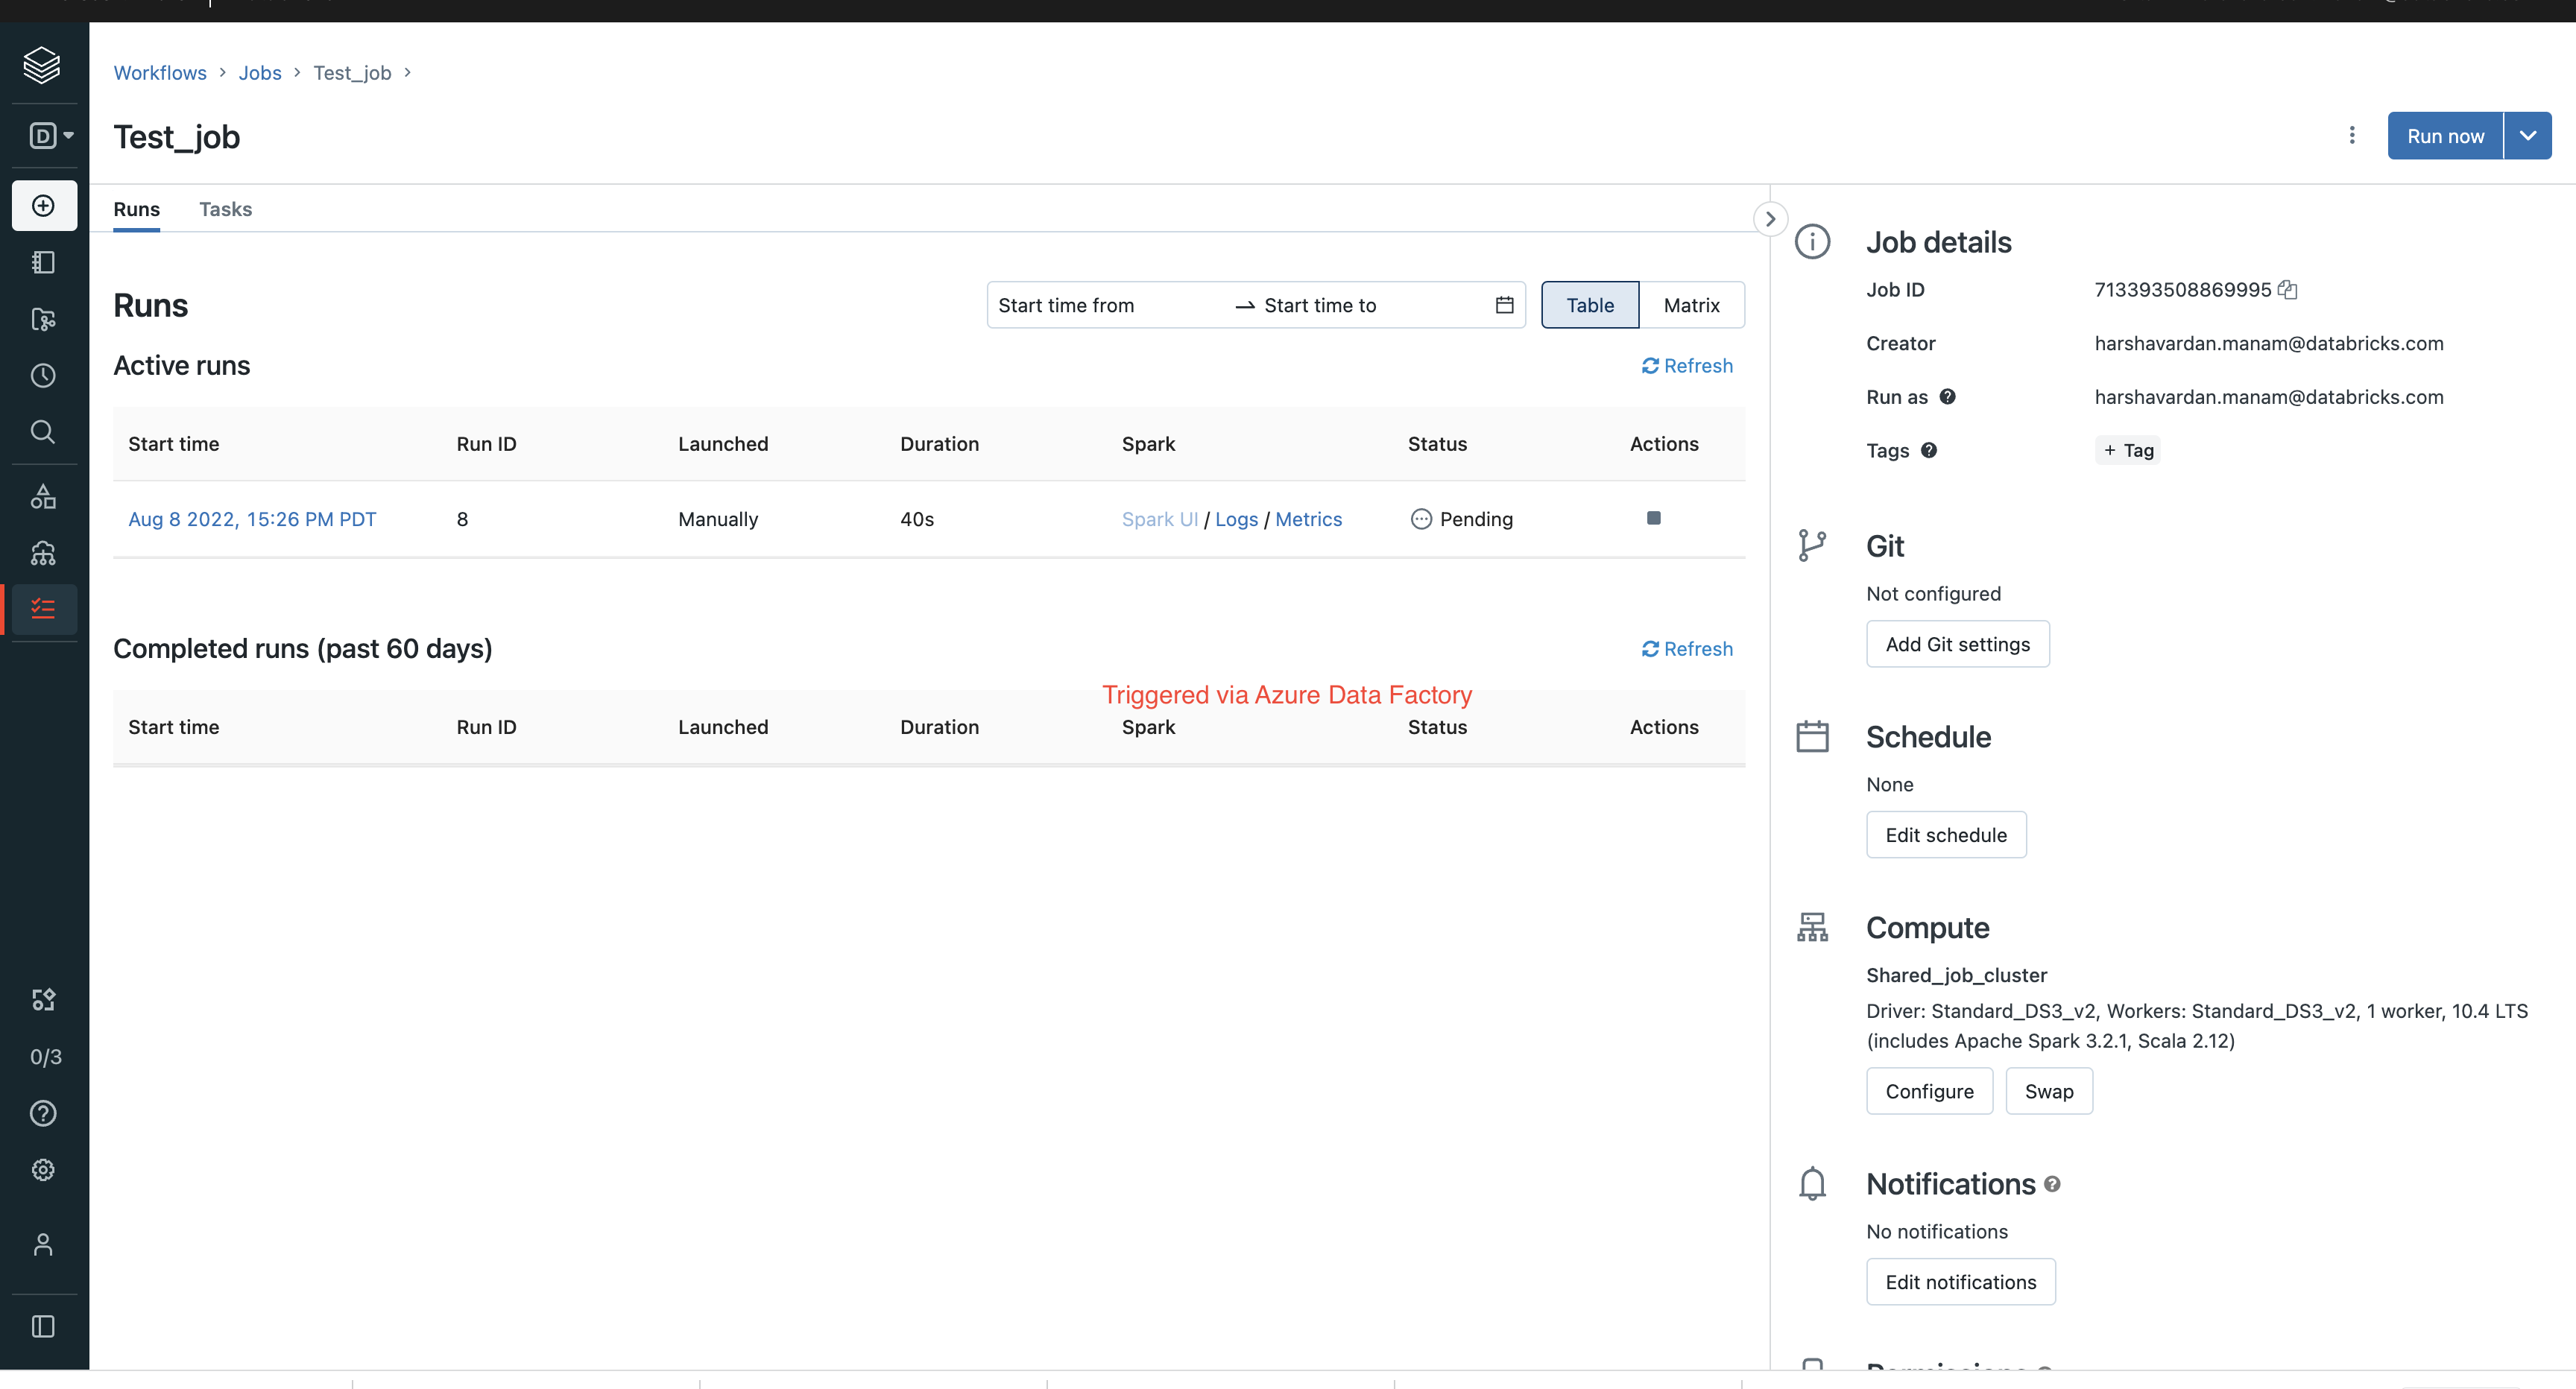 Workflows > Jobs > Test_job >
Test_job
Run now
D
Runs Tasks
Runs
Start time from → Start time to
Table Matrix
Active runs
Refresh
Start time Run ID Launched Duration Spark Status Actions
Aug 8 2022, 15:26 PM PDT 8 Manually 40s Spark UI / Logs / Metrics Pending
Completed runs (past 60 days)
Refresh
Triggered via Azure Data Factory
Start time Run ID Launched Duration Spark Status Actions
0/3
Job details
Job ID 713393508869995
Creator harshavardan.manam@databricks.com
Run as harshavardan.manam@databricks.com
Tags + Tag
Git
Not configured
Add Git settings
Schedule
None
Edit schedule
Compute
Shared_job_cluster
Driver: Standard_DS3_v2, Workers: Standard_DS3_v2, 1 worker, 10.4 LTS
(includes Apache Spark 3.2.1, Scala 2.12)
Configure Swap
Notifications
No notifications
Edit notifications